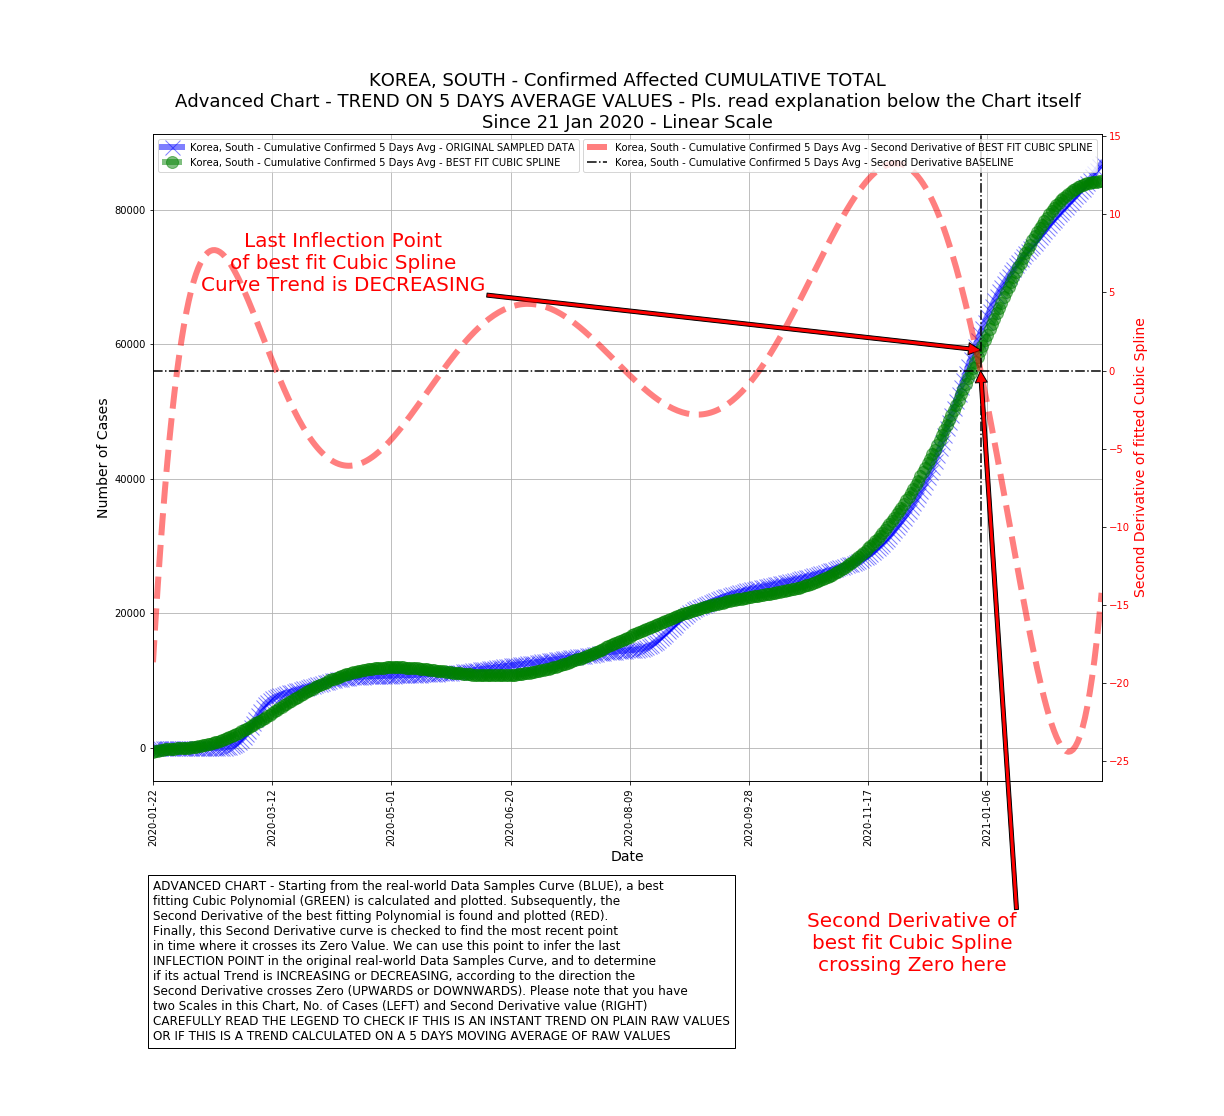 KOREA, SOUTH - Confirmed Affected CUMULATIVE TOTAL
Advanced Chart - TREND ON 5 DAYS AVERAGE VALUES - Pls. read explanation below the Chart itself
Since 21 Jan 2020 - Linear Scale
Korea, South - Cumulative Confirmed 5 Days Avg - ORIGINAL SAMPLED DATA
Korea, South - Cumulative Confirmed 5 Days Avg - BEST FIT CUBIC SPLINE
Korea, South - Cumulative Confirmed 5 Days Avg - Second Derivative of BEST FIT CUBIC SPLINE
Korea, South - Cumulative Confirmed 5 Days Avg - Second Derivative BASELINE
Last Inflection Point
of best fit Cubic Spline
Curve Trend is DECREASING
Number of Cases
80000
60000
40000
20000
0
15
10
5
0
−5
−10
−15
−20
−25
Second Derivative of fitted Cubic Spline
2020-01-22
2020-03-12
2020-05-01
2020-06-20
2020-08-09
2020-09-28
2020-11-17
2021-01-06
Date
ADVANCED CHART - Starting from the real-world Data Samples Curve (BLUE), a best
fitting Cubic Polynomial (GREEN) is calculated and plotted. Subsequently, the
Second Derivative of the best fitting Polynomial is found and plotted (RED).
Finally, this Second Derivative curve is checked to find the most recent point
in time where it crosses its Zero Value. We can use this point to infer the last
INFLECTION POINT in the original real-world Data Samples Curve, and to determine
if its actual Trend is INCREASING or DECREASING, according to the direction the
Second Derivative crosses Zero (UPWARDS or DOWNWARDS). Please note that you have
two Scales in this Chart, No. of Cases (LEFT) and Second Derivative value (RIGHT)
CAREFULLY READ THE LEGEND TO CHECK IF THIS IS AN INSTANT TREND ON PLAIN RAW VALUES
OR IF THIS IS A TREND CALCULATED ON A 5 DAYS MOVING AVERAGE OF RAW VALUES
Second Derivative of
best fit Cubic Spline
crossing Zero here